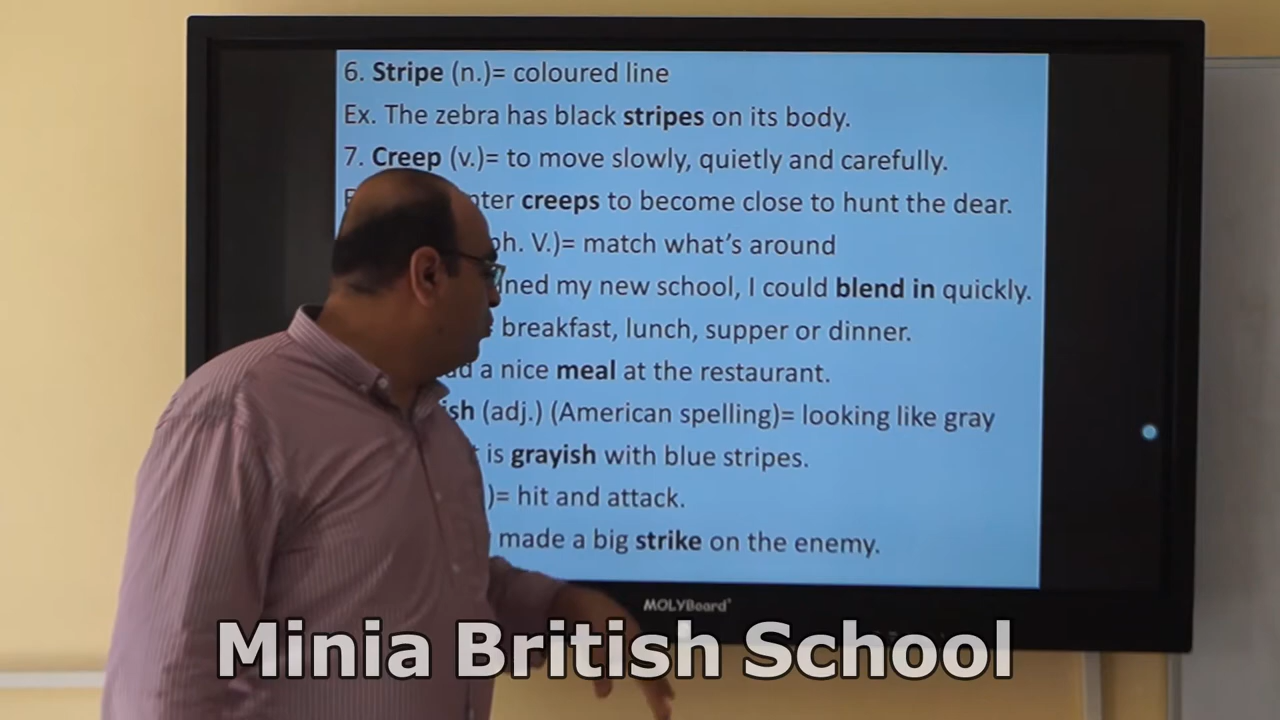 6. Stripe (n.)= coloured line
Ex. The zebra has black stripes on its body.
7. Creep (v.)= to move slowly, quietly and carefully.
creeps to become close to hunt the dear.
ph. V.)= match what's around
my new school, I could blend in quickly.
breakfast, lunch, supper or dinner.
a nice meal at the restaurant.
(adj.) (American spelling)= looking like gray
is grayish with blue stripes.
)= hit and attack.
made a big strike on the enemy.
MOLYBoard
Minia British School